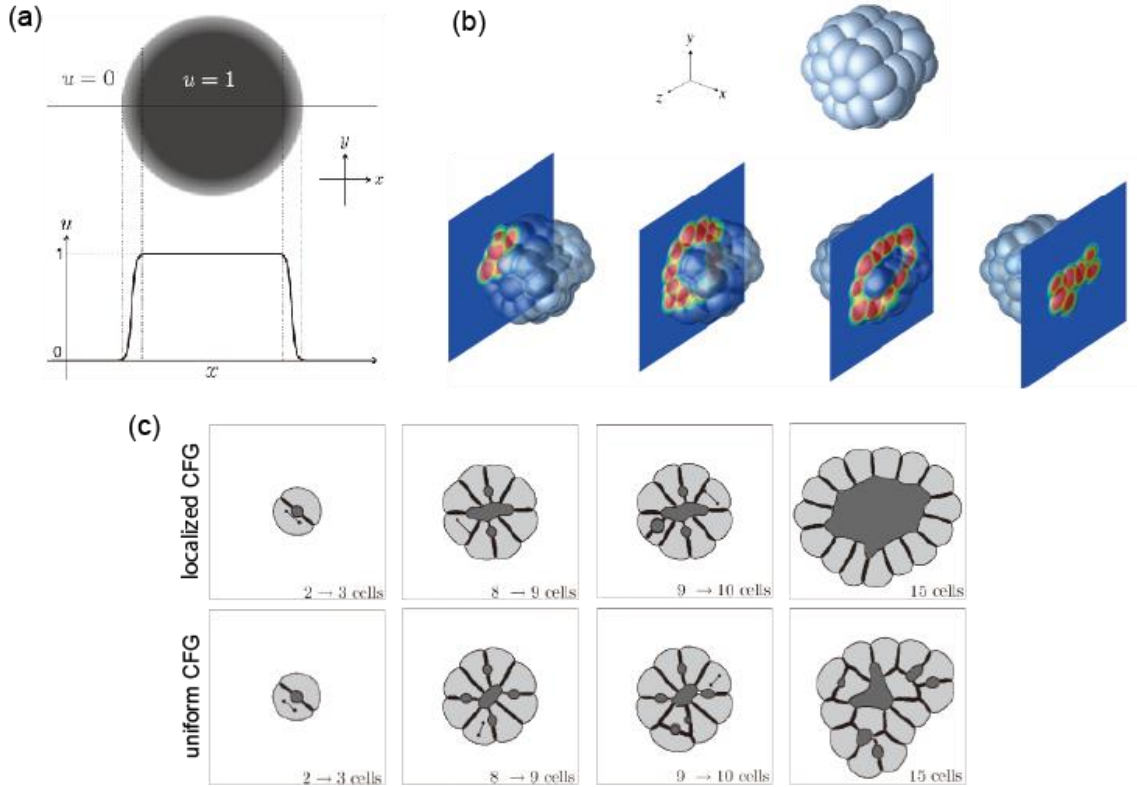 (a)
u = 0
u = 1
y
x
u
1
0
x
(b)
y
z
x
(c)
localized CFG
2 → 3 cells
8 → 9 cells
9 → 10 cells
15 cells
uniform CFG
2 → 3 cells
8 → 9 cells
9 → 10 cells
15 cells